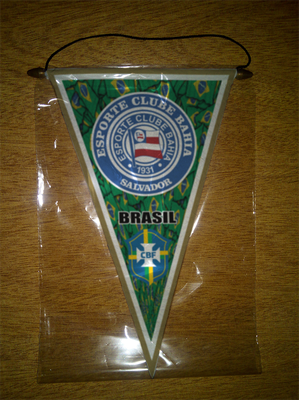 ESPORTE CLUBE BAHIA
ESPORTE CLUBE BAHIA
1931
SALVADOR
BRASIL
CBF